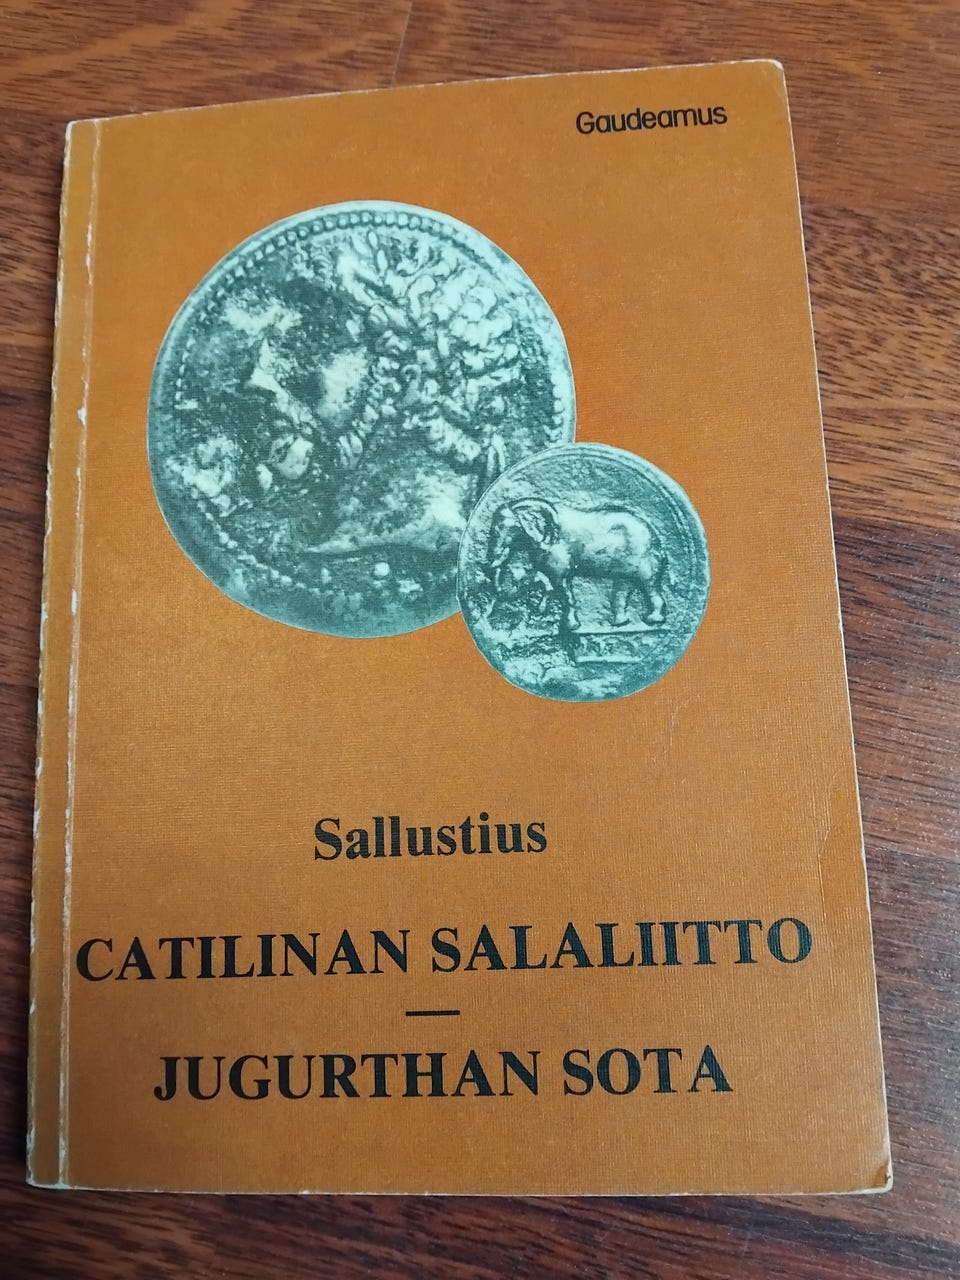 Gaudeamus
Sallustius
CATILINAN SALALIITTO
—
JUGURTHAN SOTA